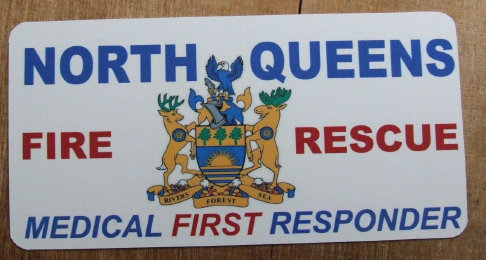 NORTH QUEENS
FIRE RESCUE
RIVERS FOREST SEA
MEDICAL FIRST RESPONDER